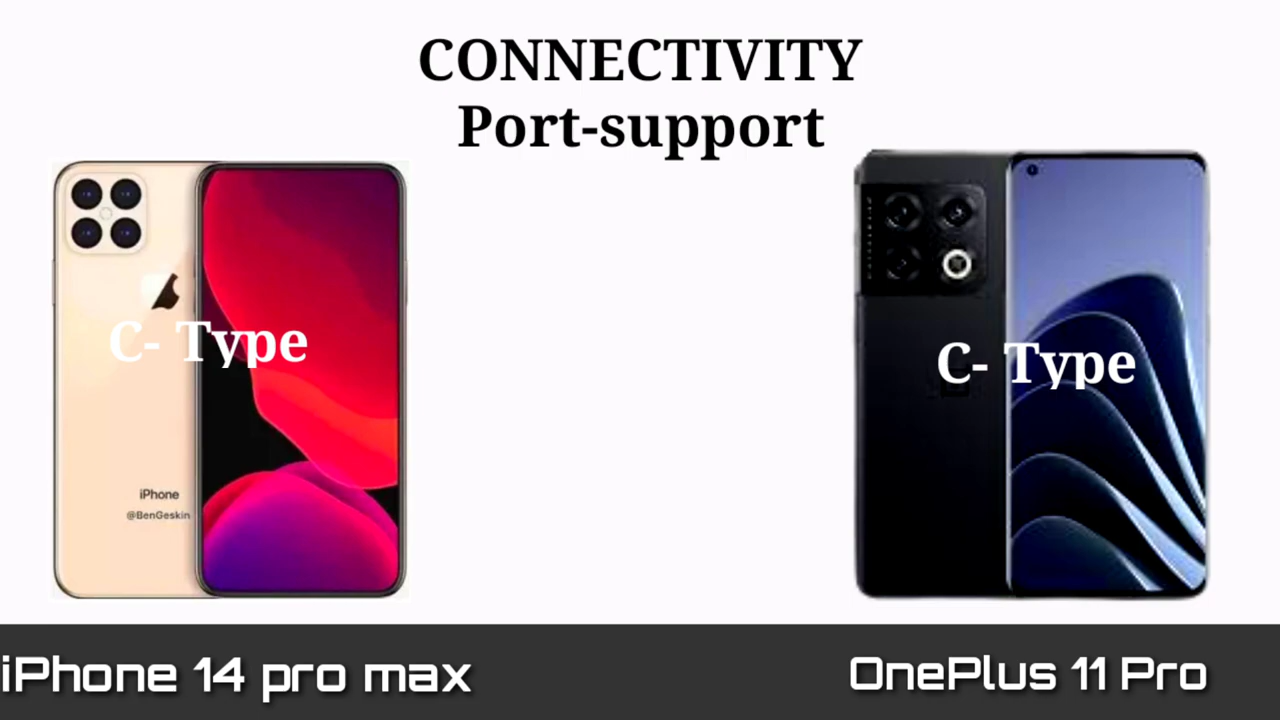 CONNECTIVITY
Port-support
C- Type
C- Type
iPhone
@BenGeskin
iPhone 14 pro max
OnePlus 11 Pro